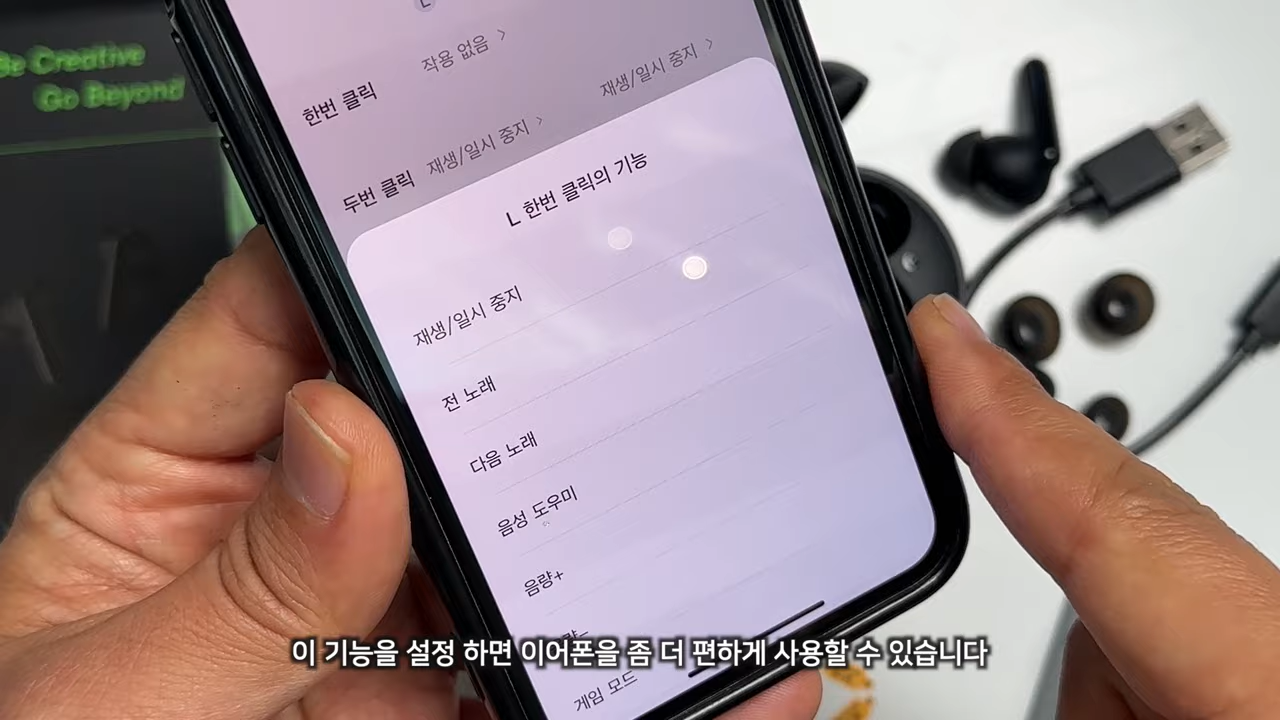 Be Creative
Go Beyond
L
한번 클릭
작용 없음 >
재생/일시 중지 >
두번 클릭
재생/일시 중지 >
L 한번 클릭의 기능
재생/일시 중지
전 노래
다음 노래
음성 도우미
음량+
게임 모드
이 기능을 설정 하면 이어폰을 좀 더 편하게 사용할 수 있습니다